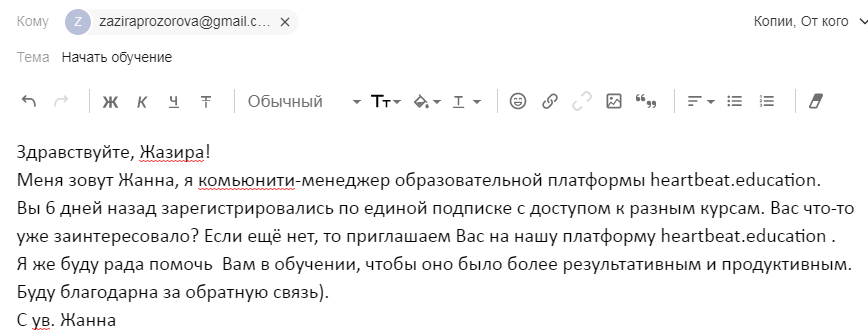 Кому Z zaziraprozorova@gmail.c... × Копии, От кого
Тема Начать обучение
Ж К Ч Т Обычный Тт Т
Здравствуйте, Жазира!
Меня зовут Жанна, я комьюнити-менеджер образовательной платформы heartbeat.education.
Вы 6 дней назад зарегистрировались по единой подписке с доступом к разным курсам. Вас что-то
уже заинтересовало? Если ещё нет, то приглашаем Вас на нашу платформу heartbeat.education .
Я же буду рада помочь  Вам в обучении, чтобы оно было более результативным и продуктивным.
Буду благодарна за обратную связь).
С ув. Жанна